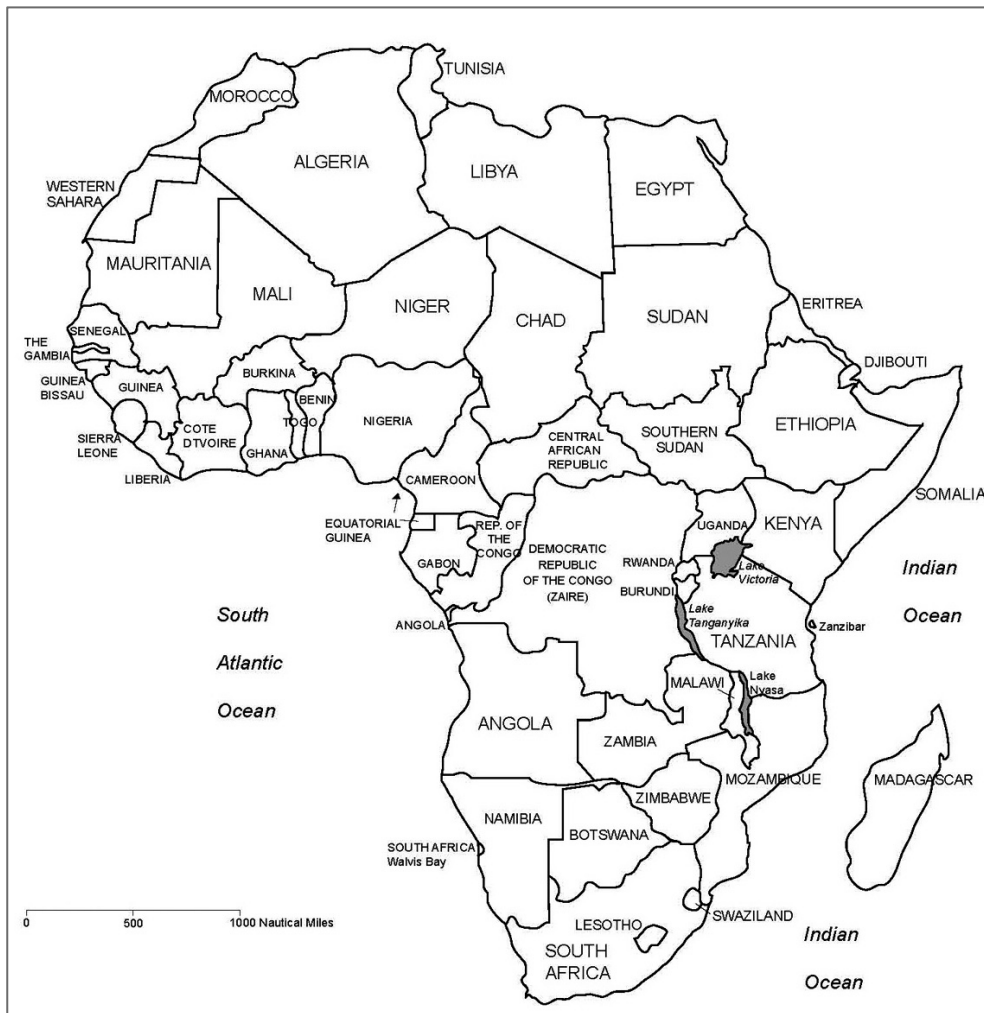 TUNISIA
MOROCCO
ALGERIA
LIBYA
EGYPT
WESTERN
SAHARA
MAURITANIA
MALI
NIGER
CHAD
SUDAN
ERITREA
SENEGAL
THE
GAMBIA
DJIBOUTI
GUINEA
BISSAU
GUINEA
BURKINA
BENIN
TOGO
NIGERIA
ETHIOPIA
COTE
D'TVOIRE
GHANA
SIERRA
LEONE
LIBERIA
CENTRAL
AFRICAN
REPUBLIC
SOUTHERN
SUDAN
CAMEROON
SOMALIA
EQUATORIAL
GUINEA
REP. OF
THE
CONGO
GABON
UGANDA
KENYA
DEMOCRATIC
REPUBLIC
OF THE CONGO
(ZAIRE)
RWANDA
BURUNDI
Lake
Victoria
Indian
Ocean
Lake
Tanganyika
TANZANIA
Zanzibar
South
Atlantic
Ocean
ANGOLA
ANGOLA
MALAWI
Lake
Nyasa
ZAMBIA
MOZAMBIQUE
MADAGASCAR
ZIMBABWE
NAMIBIA
BOTSWANA
SOUTH AFRICA
Walvis Bay
SWAZILAND
LESOTHO
SOUTH
AFRICA
Indian
Ocean
0 500 1000 Nautical Miles